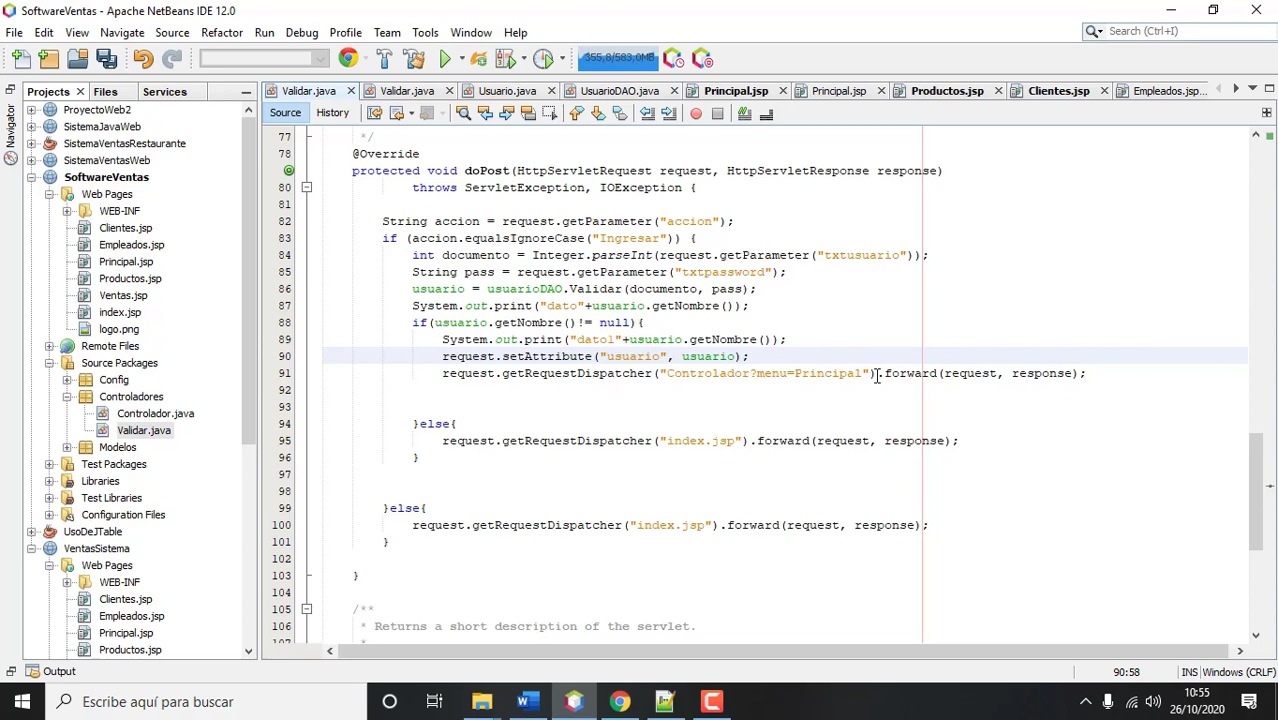 SoftwareVentas - Apache NetBeans IDE 12.0
File Edit View Navigate Source Refactor Run Debug Profile Team Tools Window Help
Search (Ctrl+I)
355,8/583,0MB
Projects Files Services
Validar.java Validar.java Usuario.java UsuarioDAO.java Principal.jsp Principal.jsp Productos.jsp Clientes.jsp Empleados.jsp...
Source History
Navigator
ProyectoWeb2
SistemaJavaWeb
SistemaVentasRestaurante
SistemaVentasWeb
SoftwareVentas
Web Pages
WEB-INF
Clientes.jsp
Empleados.jsp
Principal.jsp
Productos.jsp
Ventas.jsp
index.jsp
logo.png
Remote Files
Source Packages
Config
Controladores
Controlador.java
Validar.java
Modelos
Test Packages
Libraries
Test Libraries
Configuration Files
UsoDeJTable
VentasSistema
Web Pages
WEB-INF
Clientes.jsp
Empleados.jsp
Principal.jsp
Productos.jsp
77 */
78 @Override
protected void doPost(HttpServletRequest request, HttpServletResponse response)
80 throws ServletException, IOException {
81
82 String accion = request.getParameter("accion");
83 if (accion.equalsIgnoreCase("Ingresar")) {
84 int documento = Integer.parseInt(request.getParameter("txtusuario"));
85 String pass = request.getParameter("txtpassword");
86 usuario = usuarioDAO.Validar(documento, pass);
87 System.out.print("dato"+usuario.getNombre());
88 if(usuario.getNombre()!= null){
89 System.out.print("dato1"+usuario.getNombre());
90 request.setAttribute("usuario", usuario);
91 request.getRequestDispatcher("Controlador?menu=Principal").forward(request, response);
92
93
94 }else{
95 request.getRequestDispatcher("index.jsp").forward(request, response);
96 }
97
98
99 }else{
100 request.getRequestDispatcher("index.jsp").forward(request, response);
101 }
102
103 }
104
105 /**
106 * Returns a short description of the servlet.
Output
90:58 INS Windows (CRLF)
Escribe aquí para buscar
10:55
26/10/2020